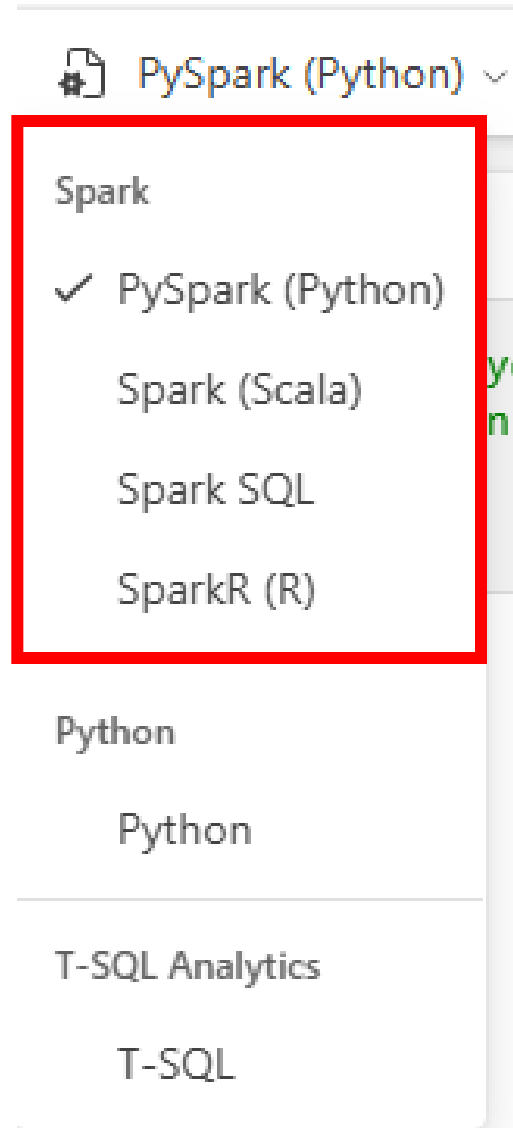 PySpark (Python)
Spark
PySpark (Python)
Spark (Scala)
Spark SQL
SparkR (R)
Python
Python
T-SQL Analytics
T-SQL